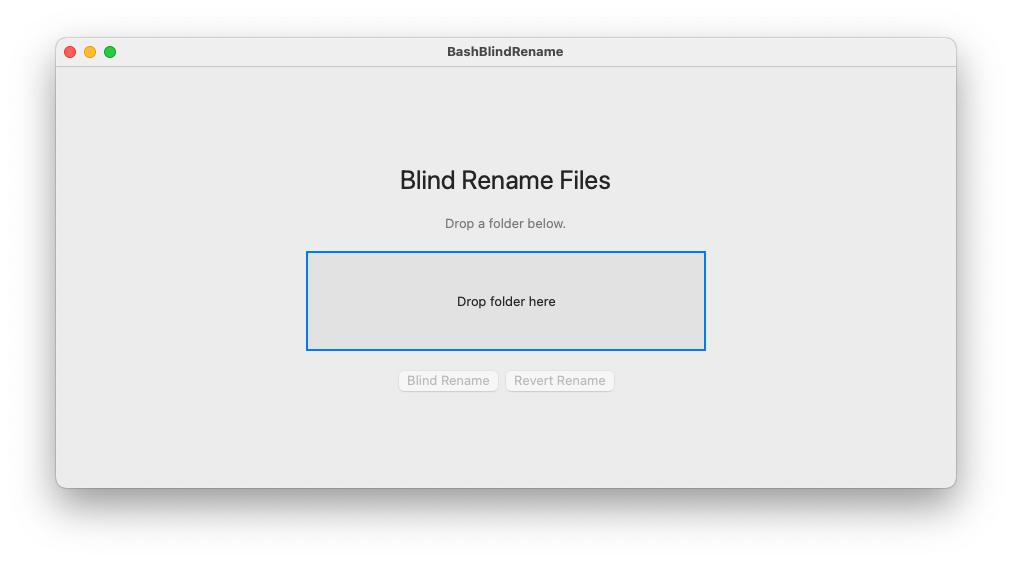 BashBlindRename
Blind Rename Files
Drop a folder below.
Drop folder here
Blind Rename
Revert Rename